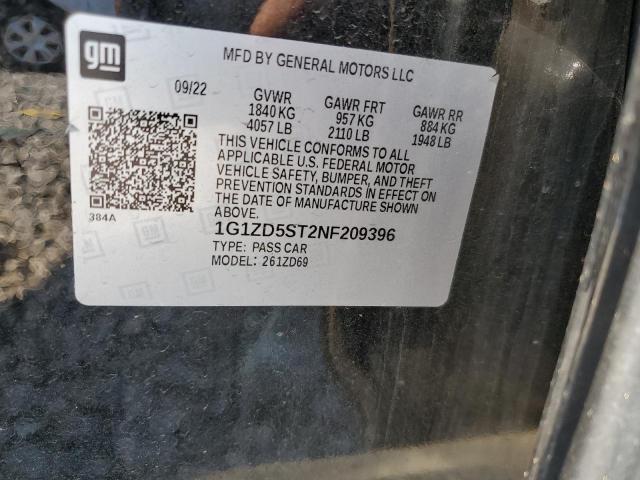 gm
MFD BY GENERAL MOTORS LLC
09/22
GVWR GAWR FRT GAWR RR
1840 KG 957 KG 884 KG
4057 LB 2110 LB 1948 LB
THIS VEHICLE CONFORMS TO ALL
APPLICABLE U.S. FEDERAL MOTOR
VEHICLE SAFETY, BUMPER, AND THEFT
PREVENTION STANDARDS IN EFFECT ON
THE DATE OF MANUFACTURE SHOWN
ABOVE.
384A
1G1ZD5ST2NF209396
TYPE: PASS CAR
MODEL: 261ZD69